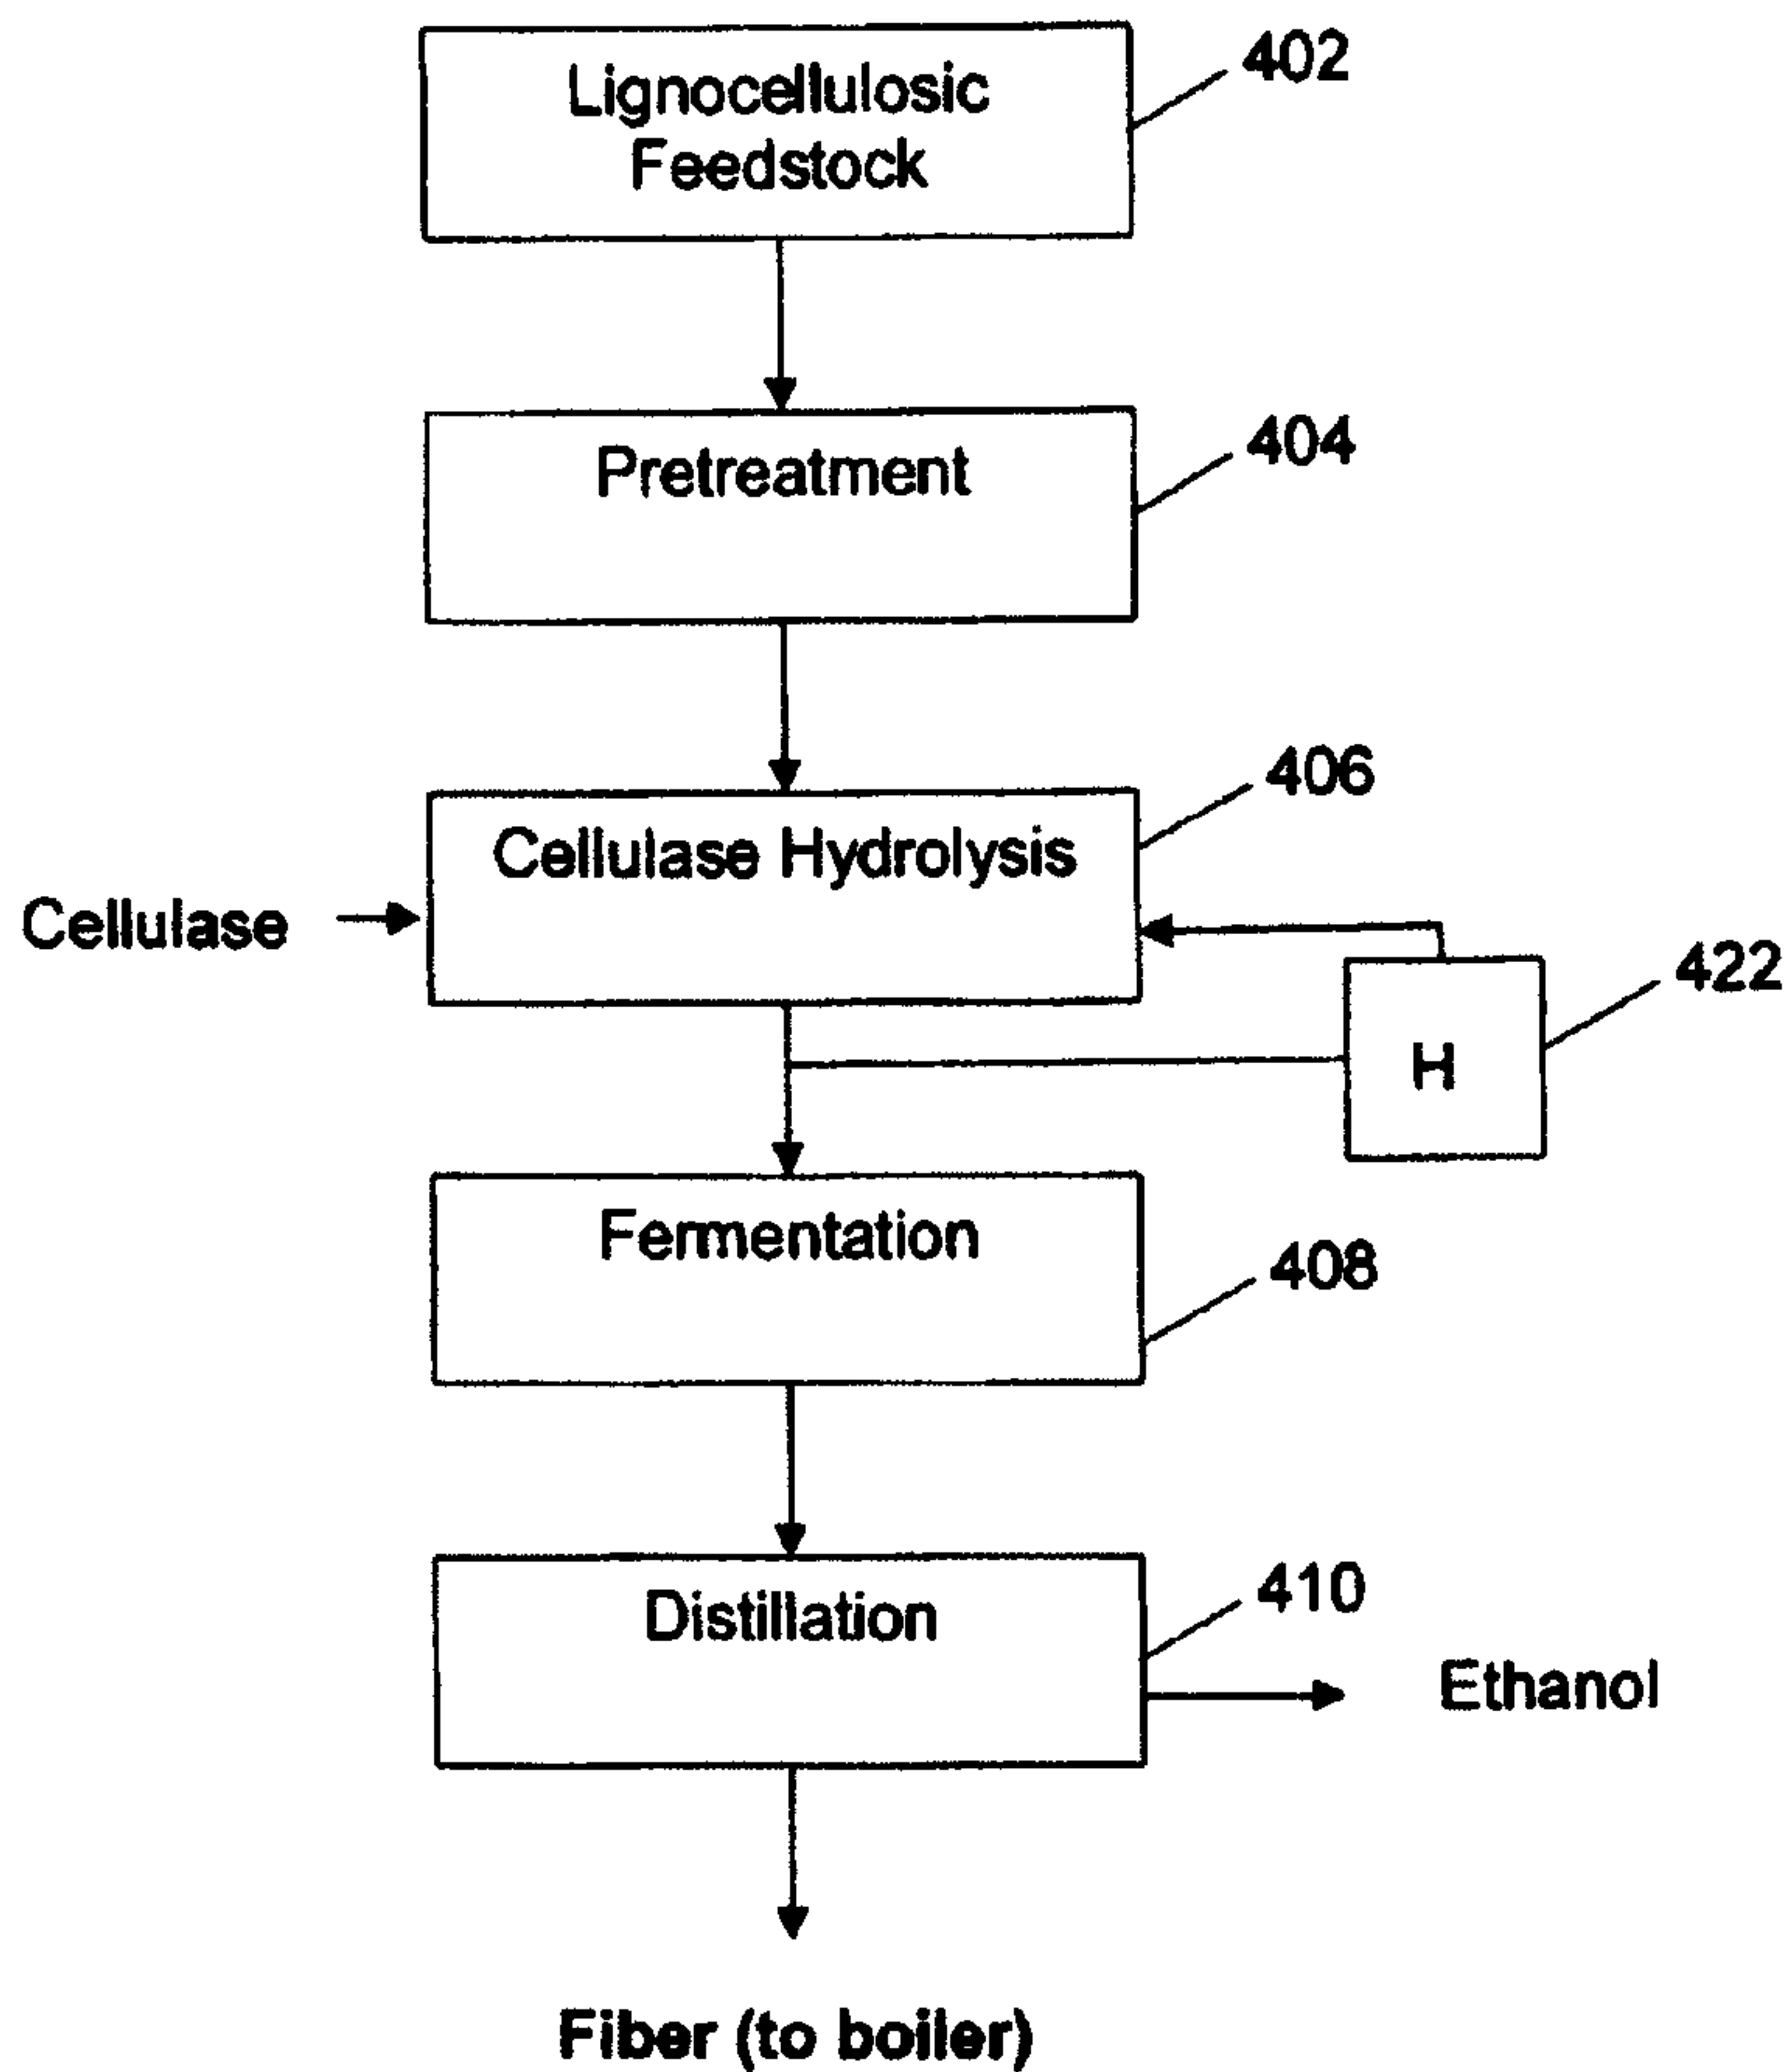 Lignocellulosic
Feedstock
402
Pretreatment
404
Cellulase Hydrolysis
406
Cellulase
422
H
Fermentation
408
Distillation
410
Ethanol
Fiber (to boiler)